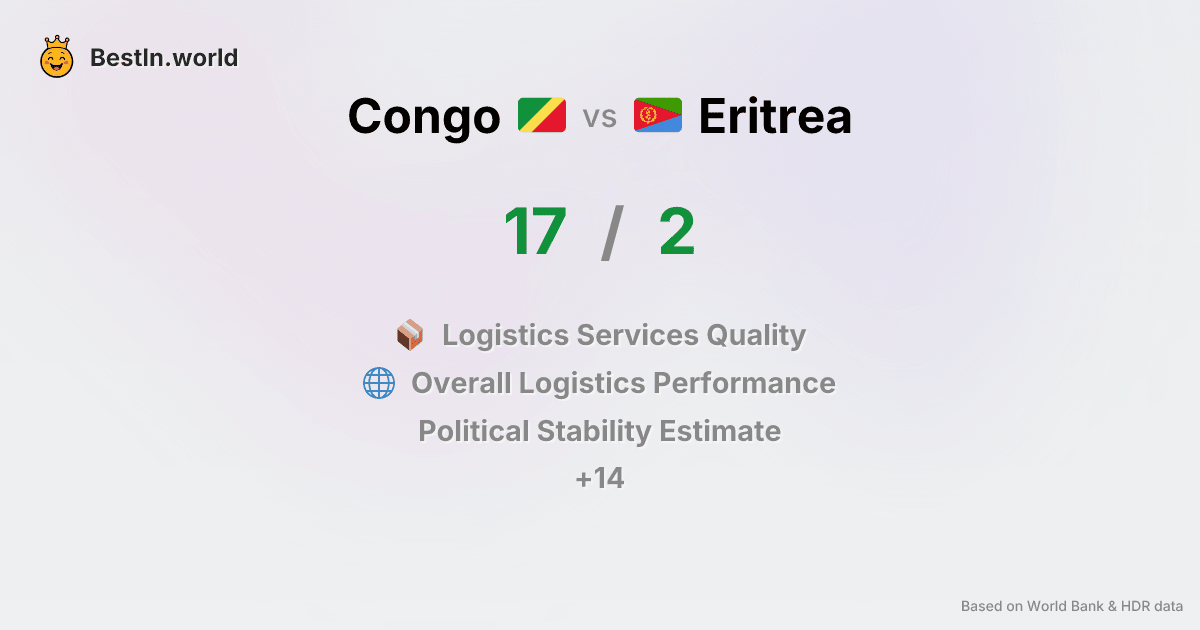 BestIn.world
Congo vs Eritrea
17 / 2
Logistics Services Quality
Overall Logistics Performance
Political Stability Estimate
+14
Based on World Bank & HDR data